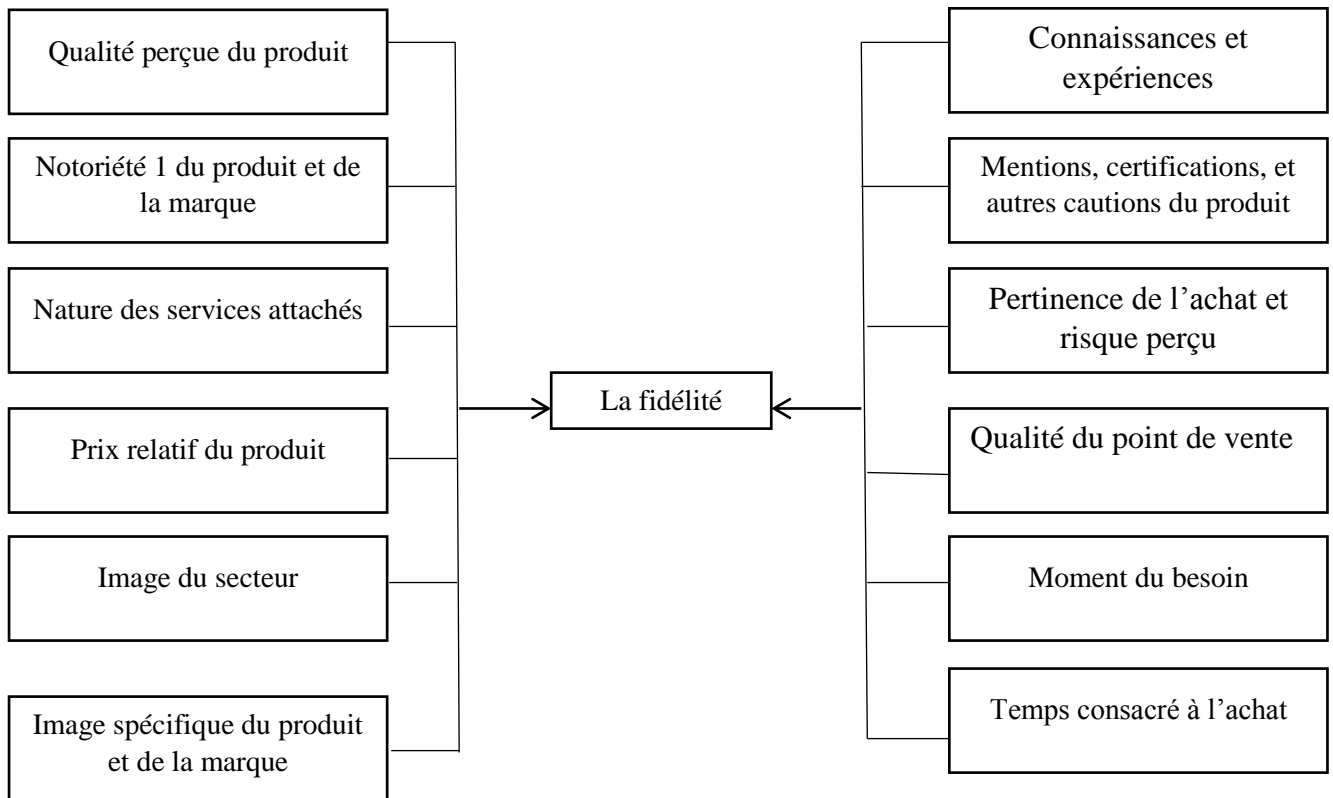 Qualité perçue du produit
Notoriété 1 du produit et de
la marque
Nature des services attachés
Prix relatif du produit
Image du secteur
Image spécifique du produit
et de la marque
La fidélité
Connaissances et
expériences
Mentions, certifications, et
autres cautions du produit
Pertinence de l’achat et
risque perçu
Qualité du point de vente
Moment du besoin
Temps consacré à l’achat